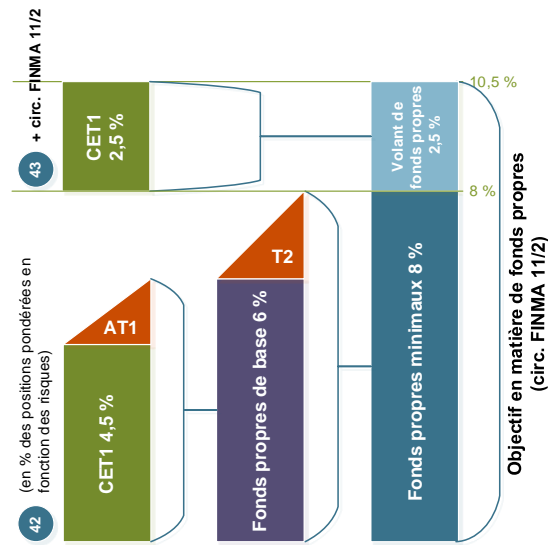 42
(en % des positions pondérées en
fonction des risques)
43
+ circ. FINMA 11/2
CET1 4,5 %
AT1
CET1
2,5 %
Fonds propres de base 6 %
T2
Fonds propres minimaux 8 %
Volant de
fonds propres
2,5 %
8 %
10,5 %
Objectif en matière de fonds propres
(circ. FINMA 11/2)